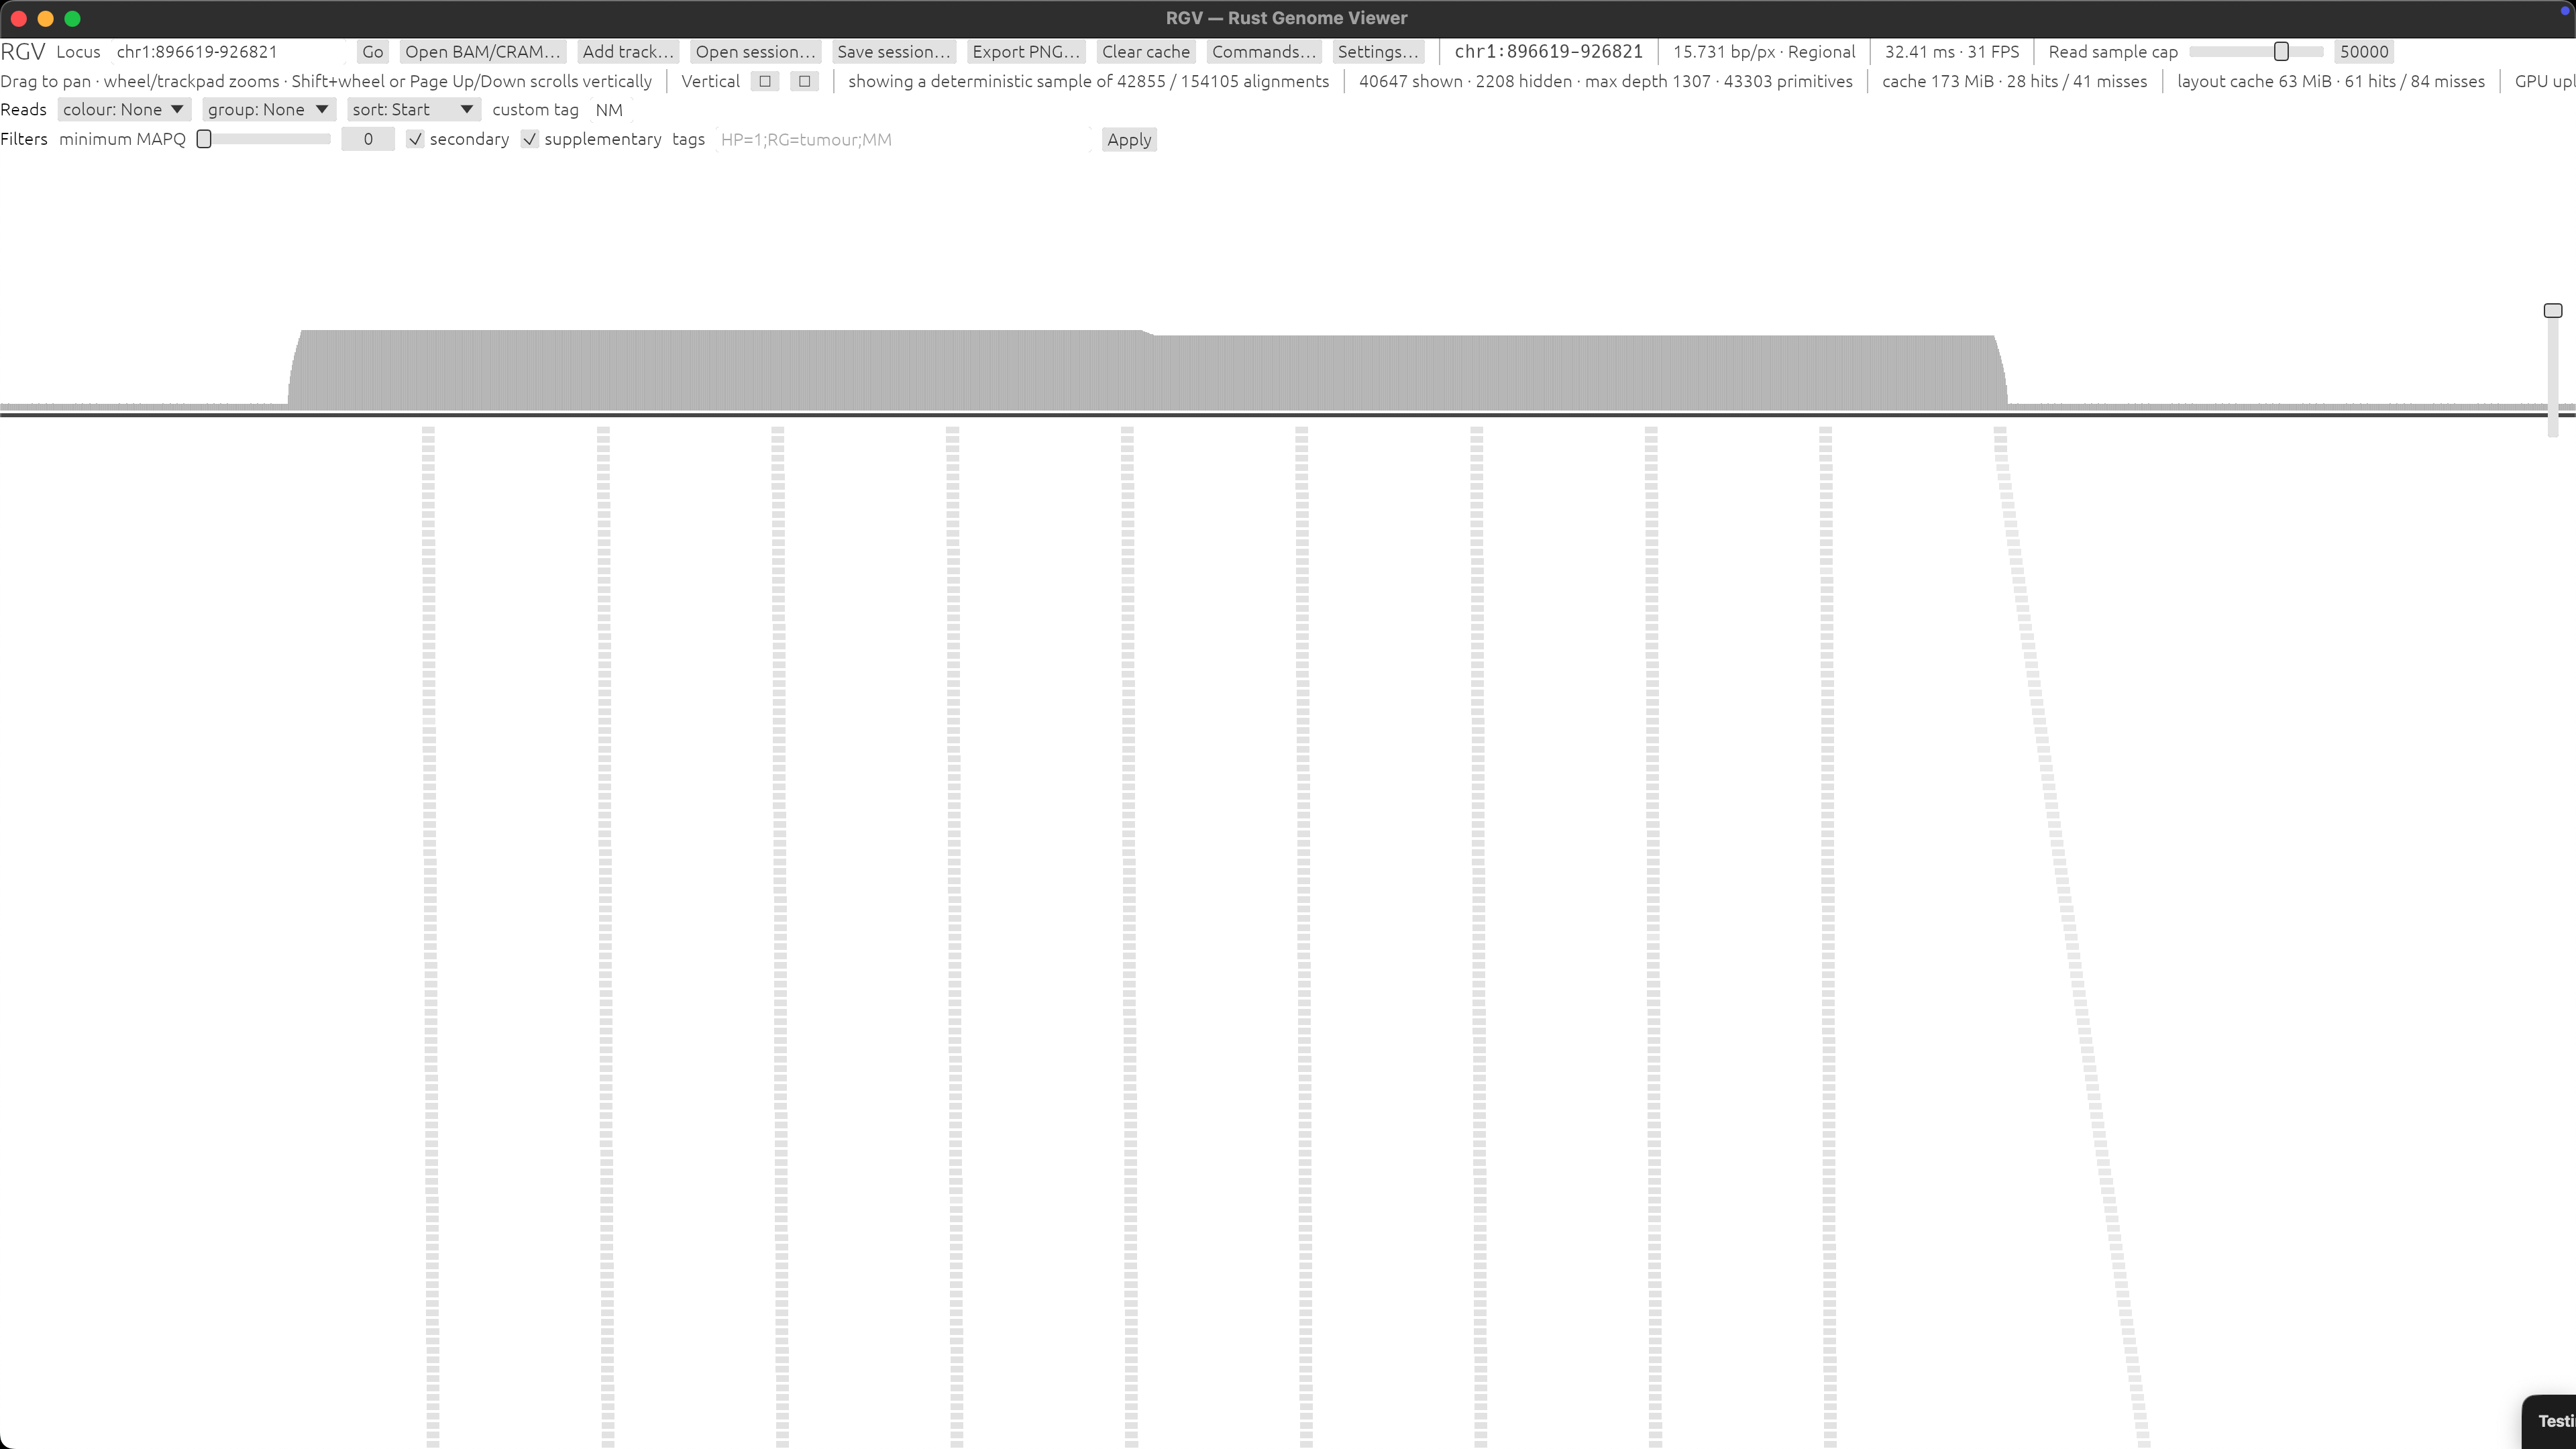 RGV — Rust Genome Viewer
RGV Locus chr1:896619-926821 Go Open BAM/CRAM… Add track… Open session… Save session… Export PNG… Clear cache Commands… Settings… chr1:896619-926821 15.731 bp/px · Regional 32.41 ms · 31 FPS Read sample cap 50000
Drag to pan · wheel/trackpad zooms · Shift+wheel or Page Up/Down scrolls vertically Vertical showing a deterministic sample of 42855 / 154105 alignments 40647 shown · 2208 hidden · max depth 1307 · 43303 primitives cache 173 MiB · 28 hits / 41 misses layout cache 63 MiB · 61 hits / 84 misses GPU upl
Reads colour: None group: None sort: Start custom tag NM
Filters minimum MAPQ 0 secondary supplementary tags HP=1;RG=tumour;MM Apply
Testi